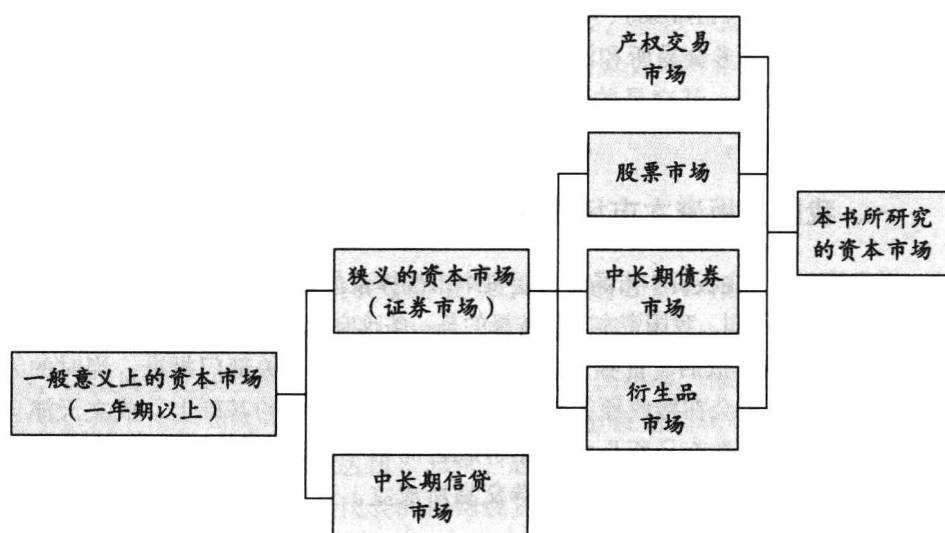 产权交易
市场
股票市场
本书所研究
的资本市场
狭义的资本市场
（证券市场）
中长期债券
市场
一般意义上的资本市场
（一年期以上）
衍生品
市场
中长期信贷
市场